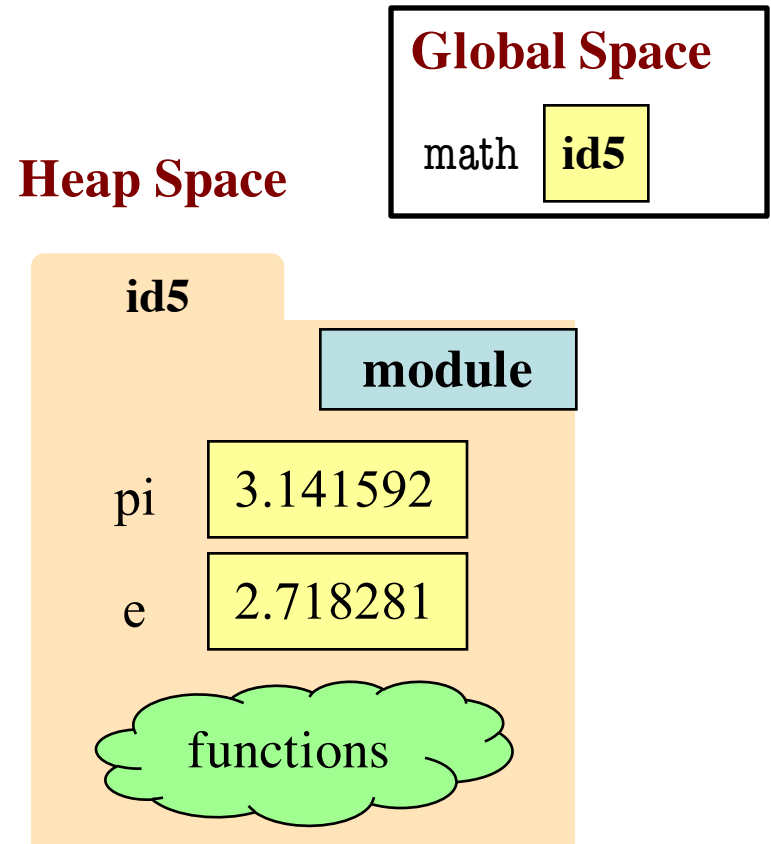 Global Space
math id5
Heap Space
id5
module
pi 3.141592
e 2.718281
functions